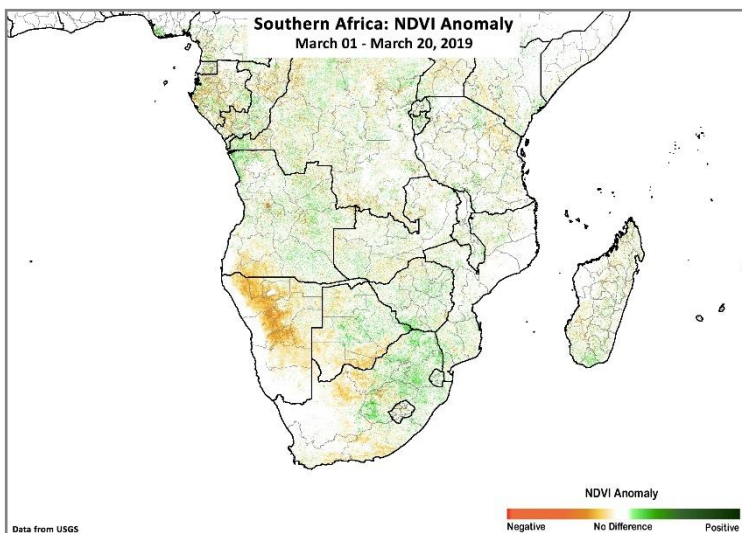 Southern Africa: NDVI Anomaly
March 01 - March 20, 2019
NDVI Anomaly
Negative No Difference Positive
Data from USGS